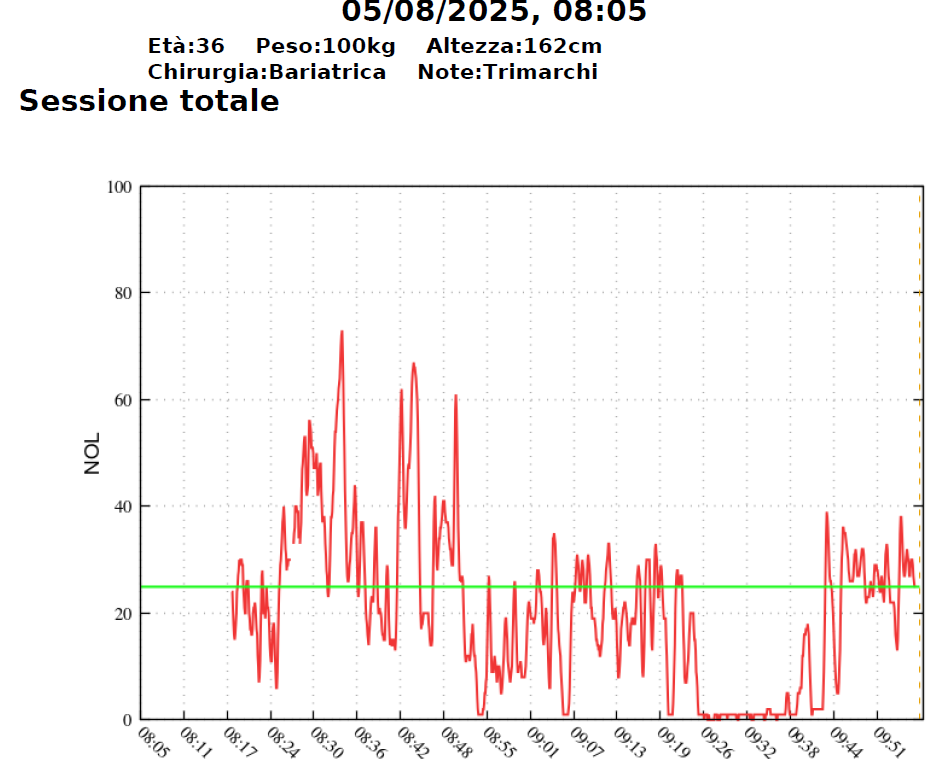 05/08/2025, 08:05
Età:36 Peso:100kg Altezza:162cm
Chirurgia:Bariatrica Note:Trimarchi
Sessione totale
100
80
60
40
20
0
NOL
08:05 08:11 08:17 08:24 08:30 08:36 08:42 08:48 08:55 09:01 09:07 09:13 09:19 09:26 09:32 09:38 09:44 09:51